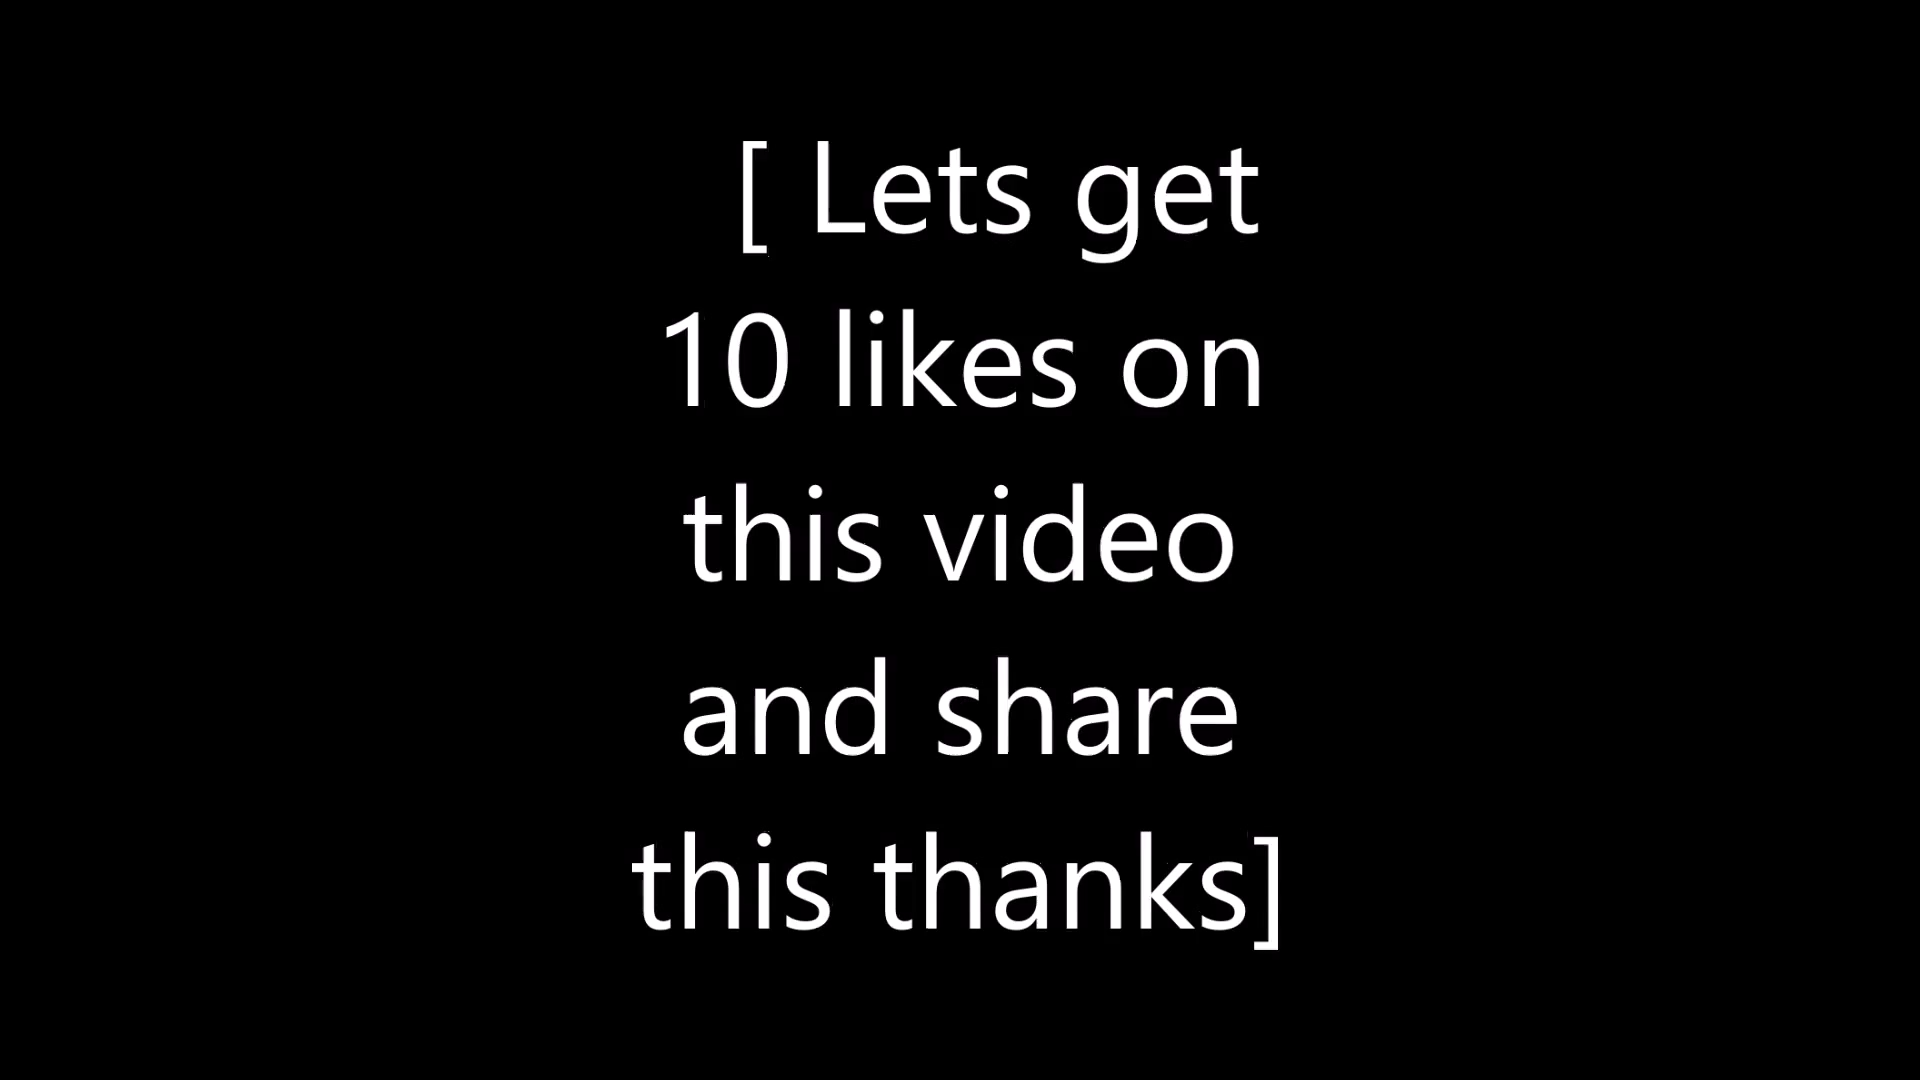 [ Lets get
10 likes on
this video
and share
this thanks]